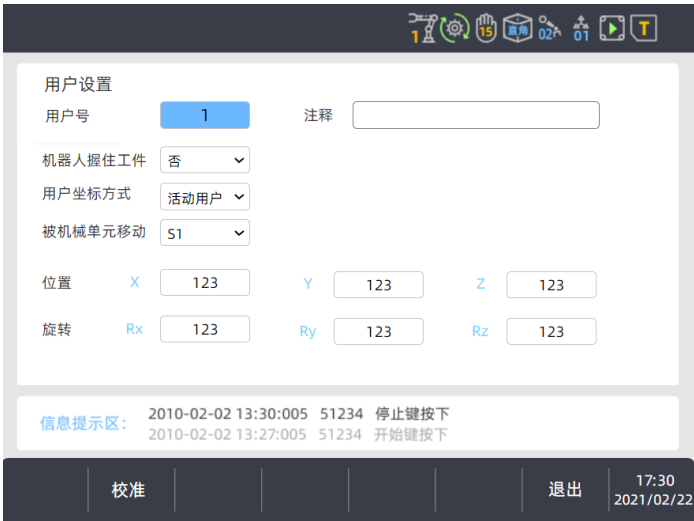 1 15 直角 02 01 T
用户设置
用户号 1 注释
机器人握住工件 否
用户坐标方式 活动用户
被机械单元移动 S1
位置 X 123 Y 123 Z 123
旋转 Rx 123 Ry 123 Rz 123
信息提示区: 2010-02-02 13:30:005 51234 停止键按下
2010-02-02 13:27:005 51234 开始键按下
校准 退出 17:30
2021/02/22